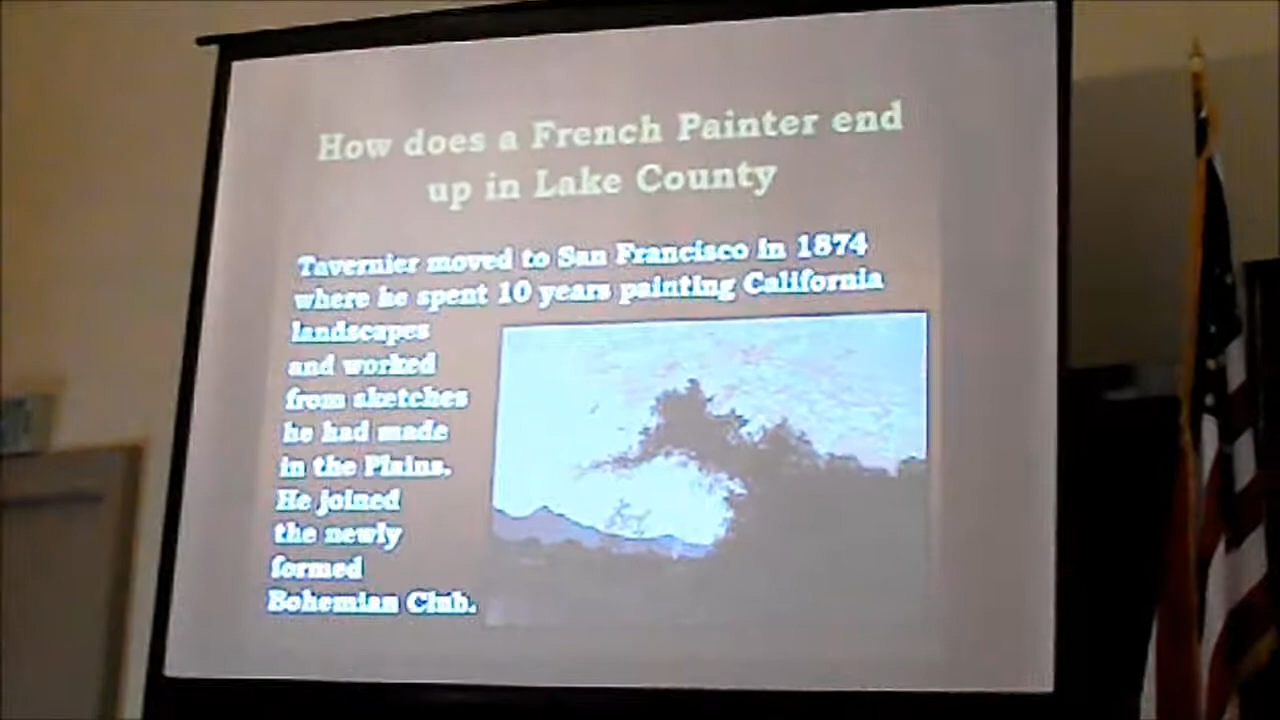 How does a French Painter end
up in Lake County
Tavernier moved to San Francisco in 1874
where he spent 10 years painting California
landscapes
and worked
from sketches
he had made
in the Plains.
He joined
the newly
formed
Bohemian Club.